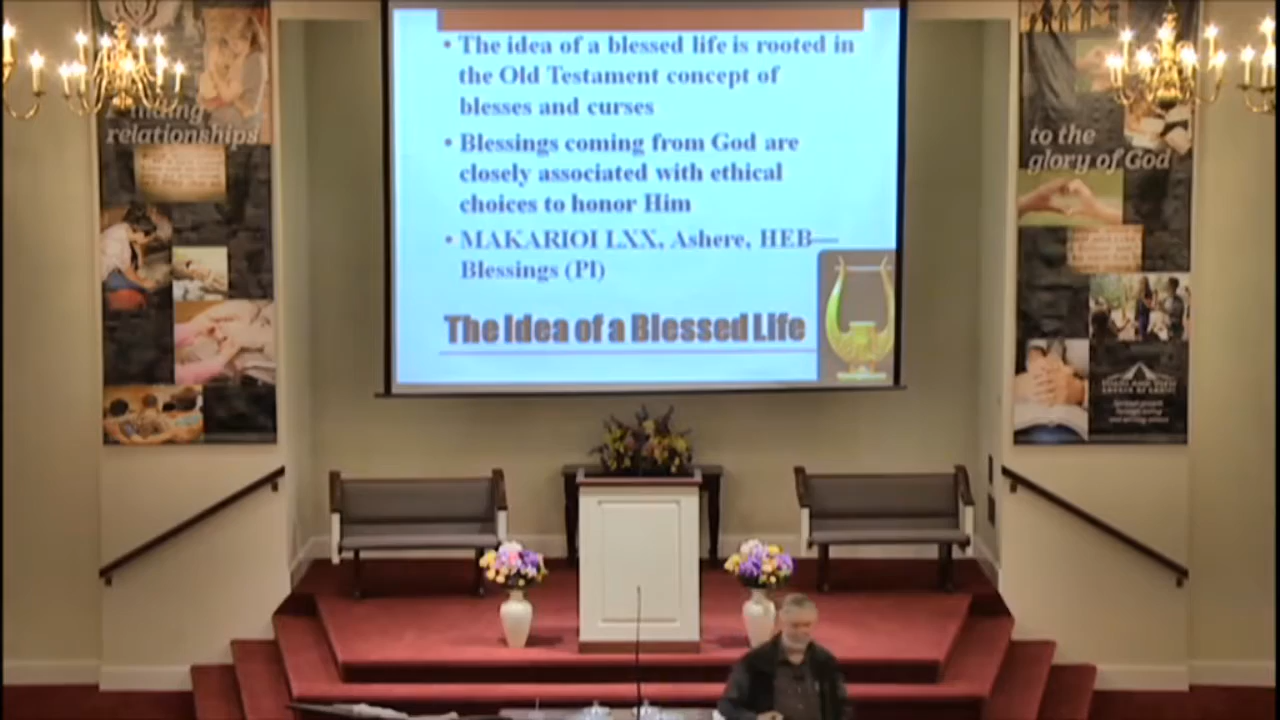 • The idea of a blessed life is rooted in
the Old Testament concept of
blesses and curses
• Blessings coming from God are
closely associated with ethical
choices to honor Him
• MAKARIOI LXX, Ashere, HEB—
Blessings (Pl)
The Idea of a Blessed Life
relationships
to the
glory of God